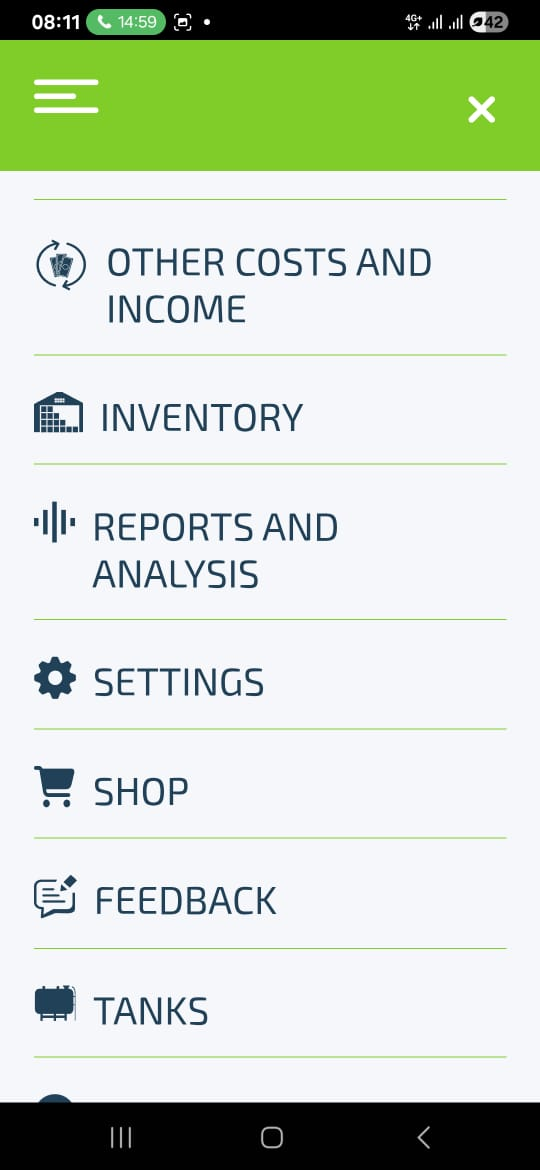 08:11 14:59 4G+ 42
OTHER COSTS AND
INCOME
INVENTORY
REPORTS AND
ANALYSIS
SETTINGS
SHOP
FEEDBACK
TANKS